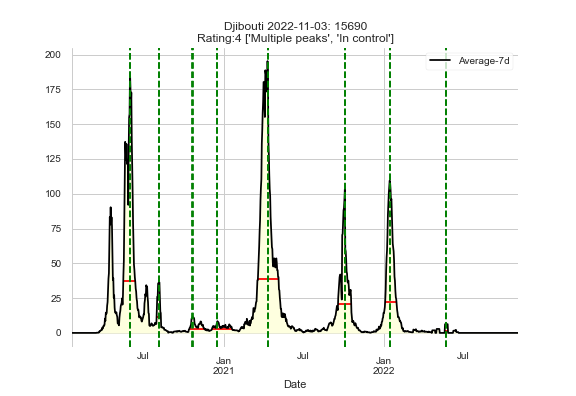 Djibouti 2022-11-03: 15690
Rating:4 ['Multiple peaks', 'In control']
Average-7d
200
175
150
125
100
75
50
25
0
Jul
Jan
2021
Jul
Jan
2022
Jul
Date